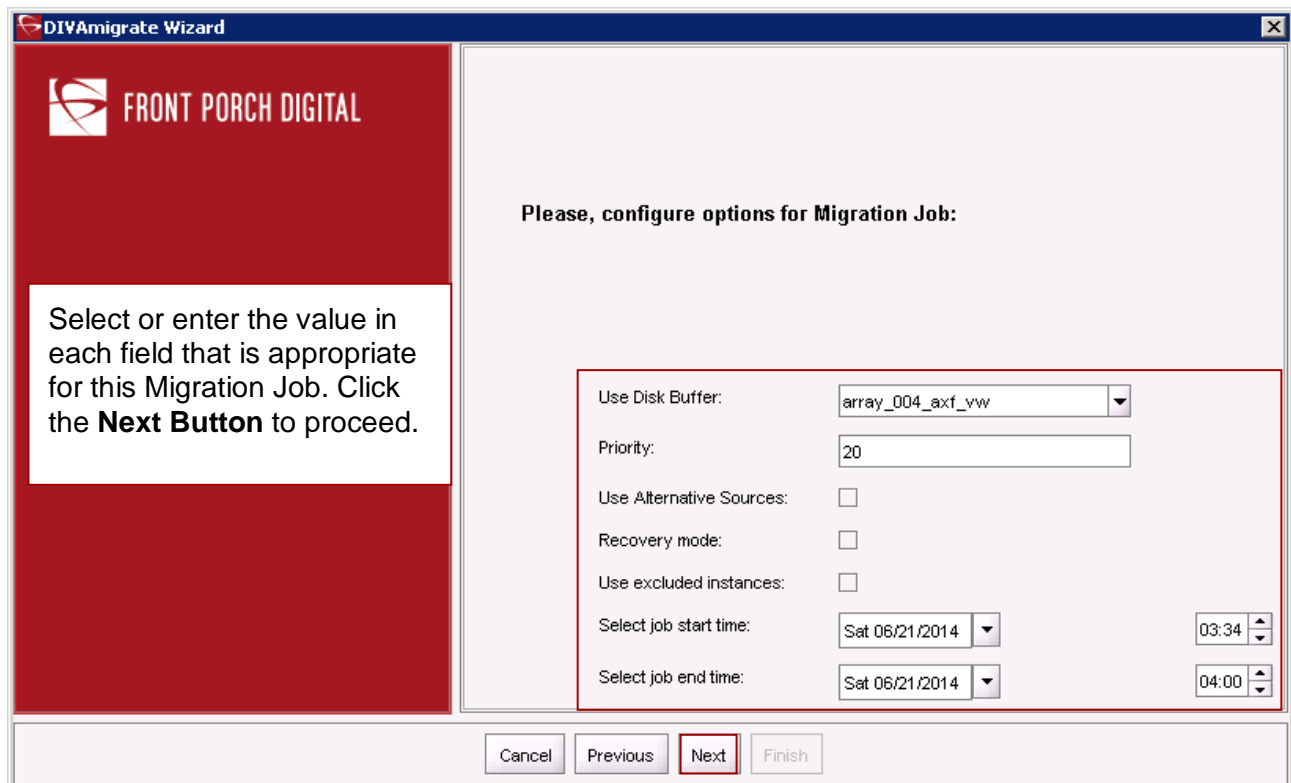 DIVAmigrate Wizard
FRONT PORCH DIGITAL
Select or enter the value in
each field that is appropriate
for this Migration Job. Click
the Next Button to proceed.
Please, configure options for Migration Job:
Use Disk Buffer: array_004_axf_vw
Priority: 20
Use Alternative Sources:
Recovery mode:
Use excluded instances:
Select job start time: Sat 06/21/2014 03:34
Select job end time: Sat 06/21/2014 04:00
Cancel Previous Next Finish